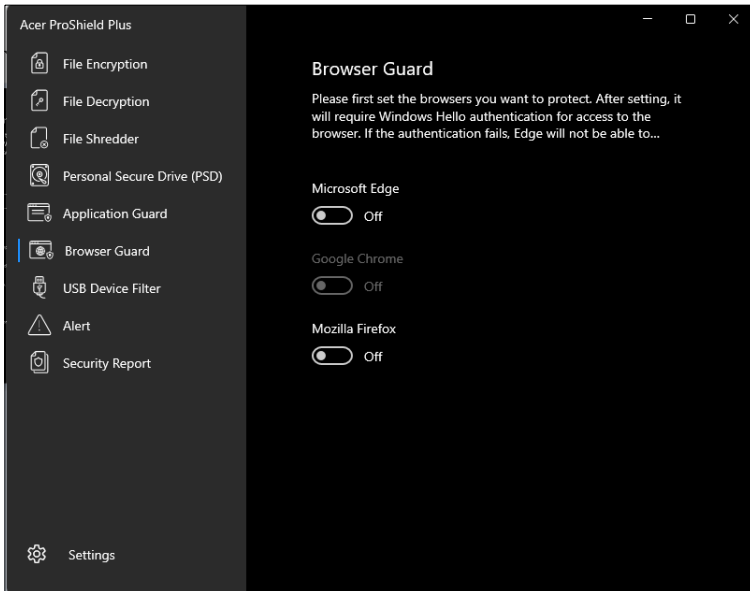 Acer ProShield Plus
File Encryption
File Decryption
File Shredder
Personal Secure Drive (PSD)
Application Guard
Browser Guard
USB Device Filter
Alert
Security Report
Settings
Browser Guard
Please first set the browsers you want to protect. After setting, it
will require Windows Hello authentication for access to the
browser. If the authentication fails, Edge will not be able to...
Microsoft Edge
Off
Google Chrome
Off
Mozilla Firefox
Off